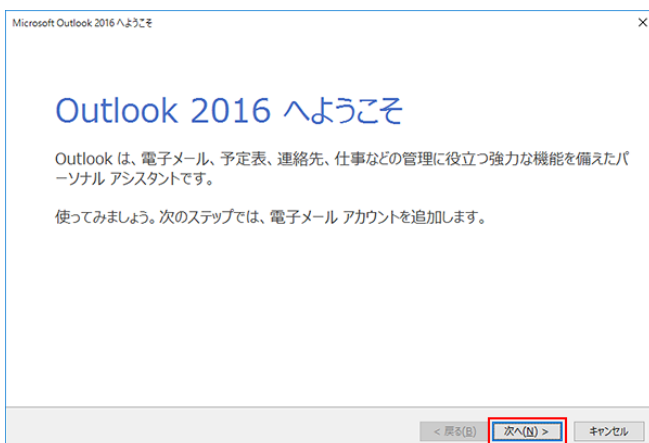 Microsoft Outlook 2016 へようこそ
Outlook 2016 へようこそ
Outlook は、電子メール、予定表、連絡先、仕事などの管理に役立つ強力な機能を備えたパ
ーソナル アシスタントです。
使ってみましょう。次のステップでは、電子メール アカウントを追加します。
< 戻る(B) 次へ(N) > キャンセル